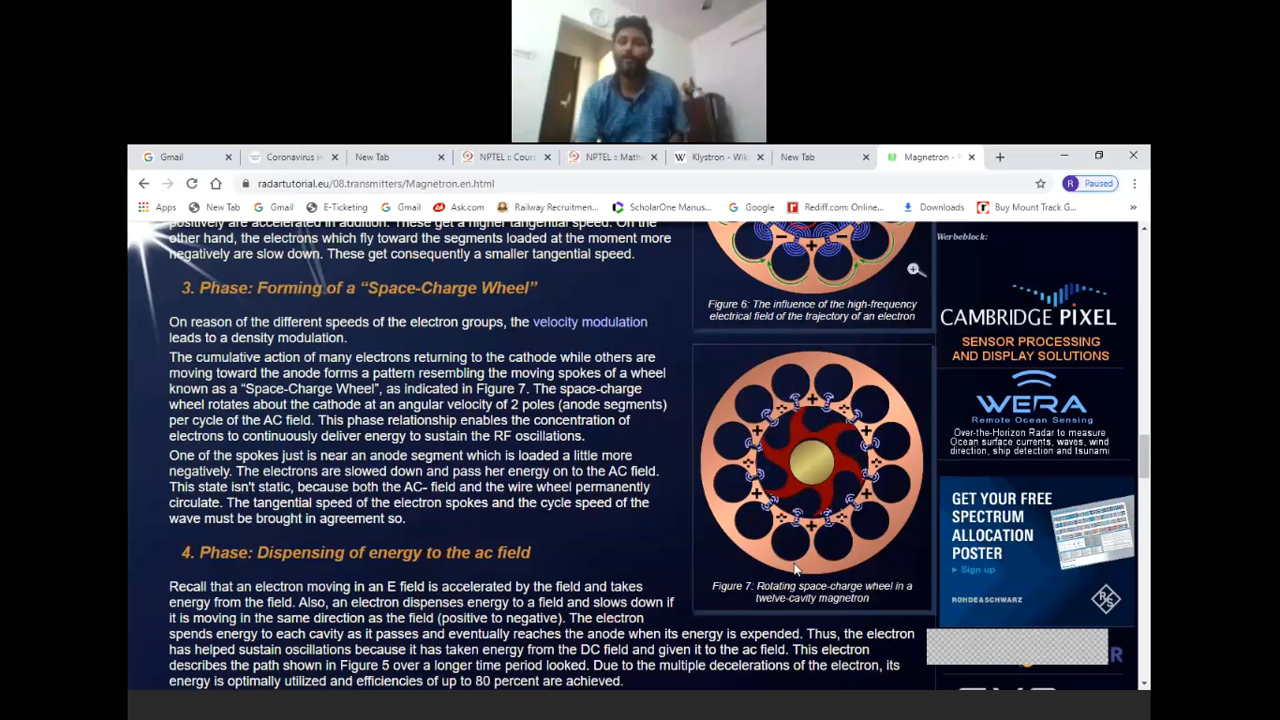 Gmail
Coronavirus in
New Tab
NPTEL :: Cours
NPTEL :: Mathe
Klystron - Wiki
New Tab
Magnetron - R
radartutorial.eu/08.transmitters/Magnetron.en.html
R Paused
Apps
New Tab
Gmail
E-Ticketing
Ask.com
Railway Recruitmen...
ScholarOne Manus...
Google
Rediff.com: Online...
Downloads
Buy Mount Track G...
»
positively are accelerated in addition. These get a higher tangential speed. On the
other hand, the electrons which fly toward the segments loaded at the moment more
negatively are slow down. These get consequently a smaller tangential speed.
3. Phase: Forming of a “Space-Charge Wheel”
On reason of the different speeds of the electron groups, the velocity modulation
leads to a density modulation.
The cumulative action of many electrons returning to the cathode while others are
moving toward the anode forms a pattern resembling the moving spokes of a wheel
known as a “Space-Charge Wheel”, as indicated in Figure 7. The space-charge
wheel rotates about the cathode at an angular velocity of 2 poles (anode segments)
per cycle of the AC field. This phase relationship enables the concentration of
electrons to continuously deliver energy to sustain the RF oscillations.
One of the spokes just is near an anode segment which is loaded a little more
negatively. The electrons are slowed down and pass her energy on to the AC field.
This state isn't static, because both the AC- field and the wire wheel permanently
circulate. The tangential speed of the electron spokes and the cycle speed of the
wave must be brought in agreement so.
4. Phase: Dispensing of energy to the ac field
Recall that an electron moving in an E field is accelerated by the field and takes
energy from the field. Also, an electron dispenses energy to a field and slows down if
it is moving in the same direction as the field (positive to negative). The electron
spends energy to each cavity as it passes and eventually reaches the anode when its energy is expended. Thus, the electron
has helped sustain oscillations because it has taken energy from the DC field and given it to the ac field. This electron
describes the path shown in Figure 5 over a longer time period looked. Due to the multiple decelerations of the electron, its
energy is optimally utilized and efficiencies of up to 80 percent are achieved.
Figure 6: The influence of the high-frequency
electrical field of the trajectory of an electron
Figure 7: Rotating space-charge wheel in a
twelve-cavity magnetron
Werbeblock:
CAMBRIDGE PIXEL
SENSOR PROCESSING
AND DISPLAY SOLUTIONS
WERA
Remote Ocean Sensing
Over-the-Horizon Radar to measure
Ocean surface currents, waves, wind
direction, ship detection and tsunami
GET YOUR FREE
SPECTRUM
ALLOCATION
POSTER
▸ Sign up
ROHDE&SCHWARZ
R S